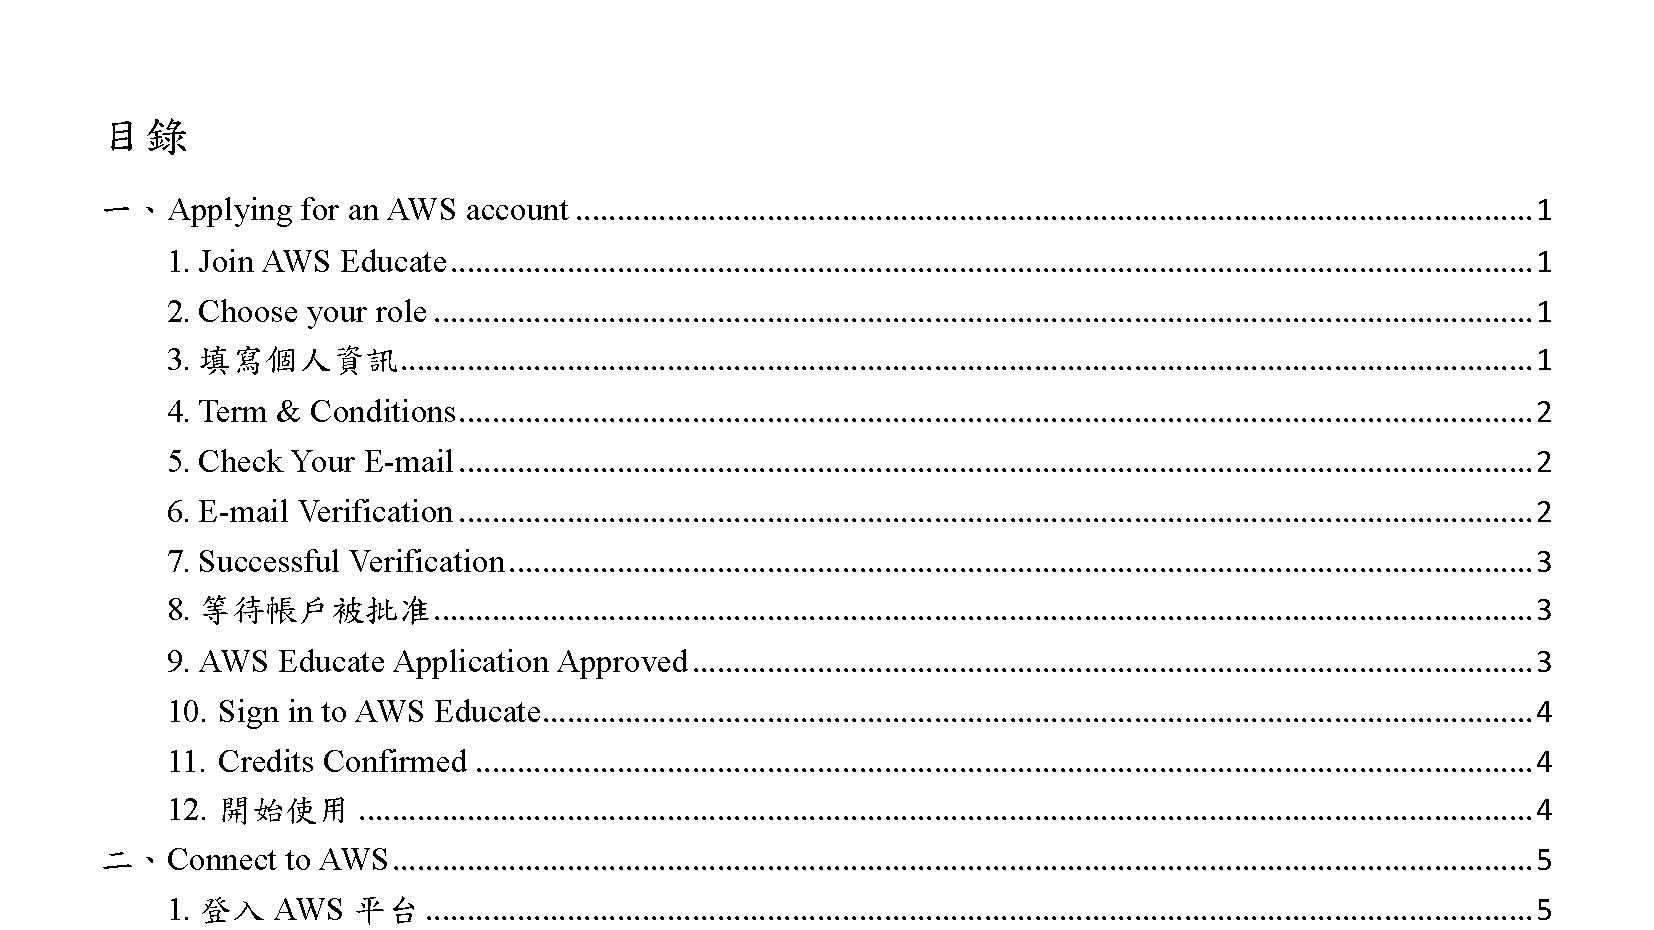 目錄
一、Applying for an AWS account ........................................................................................................ 1
1. Join AWS Educate ........................................................................................................ 1
2. Choose your role ........................................................................................................ 1
3. 填寫個人資訊 ........................................................................................................ 1
4. Term & Conditions ........................................................................................................ 2
5. Check Your E-mail ........................................................................................................ 2
6. E-mail Verification ........................................................................................................ 2
7. Successful Verification ........................................................................................................ 3
8. 等待帳戶被批准 ........................................................................................................ 3
9. AWS Educate Application Approved ........................................................................................................ 3
10. Sign in to AWS Educate ........................................................................................................ 4
11. Credits Confirmed ........................................................................................................ 4
12. 開始使用 ........................................................................................................ 4
二、Connect to AWS ........................................................................................................ 5
1. 登入 AWS 平台 ........................................................................................................ 5